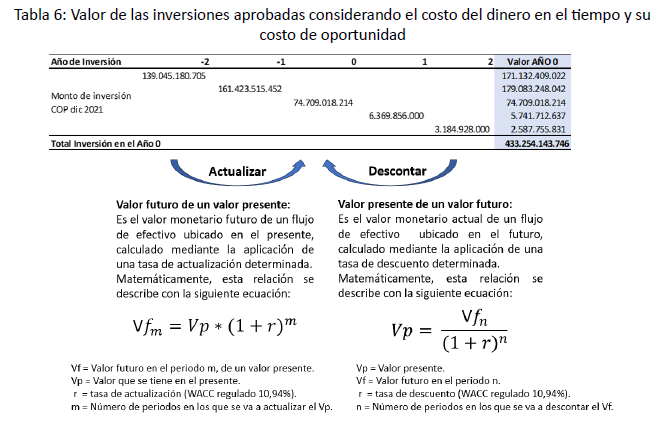 Tabla 6: Valor de las inversiones aprobadas considerando el costo del dinero en el tiempo y su
costo de oportunidad
Año de Inversión -2 -1 0 1 2 Valor AÑO 0
139.045.180.705 171.132.409.022
161.423.515.452 179.083.248.042
Monto de inversión 74.709.018.214 74.709.018.214
COP dic 2021 6.369.856.000 5.741.712.637
3.184.928.000 2.587.755.831
Total Inversión en el Año 0 433.254.143.746
Actualizar Descontar
Valor futuro de un valor presente:
Es el valor monetario futuro de un flujo
de efectivo ubicado en el presente,
calculado mediante la aplicación de
una tasa de actualización determinada.
Matemáticamente, esta relación se
describe con la siguiente ecuación:
Vfₘ = Vp * (1 + r)ᵐ
Vf = Valor futuro en el periodo m, de un valor presente.
Vp = Valor que se tiene en el presente.
r = tasa de actualización (WACC regulado 10,94%).
m = Número de periodos en los que se va a actualizar el Vp.
Valor presente de un valor futuro:
Es el valor monetario actual de un flujo
de efectivo ubicado en el futuro,
calculado mediante la aplicación de una
tasa de descuento determinada.
Matemáticamente, esta relación se
describe con la siguiente ecuación:
Vp = Vfₙ / (1 + r)ⁿ
Vp = Valor presente.
Vf = Valor futuro en el periodo n.
r = tasa de descuento (WACC regulado 10,94%).
n = Número de periodos en los que se va a descontar el Vf.